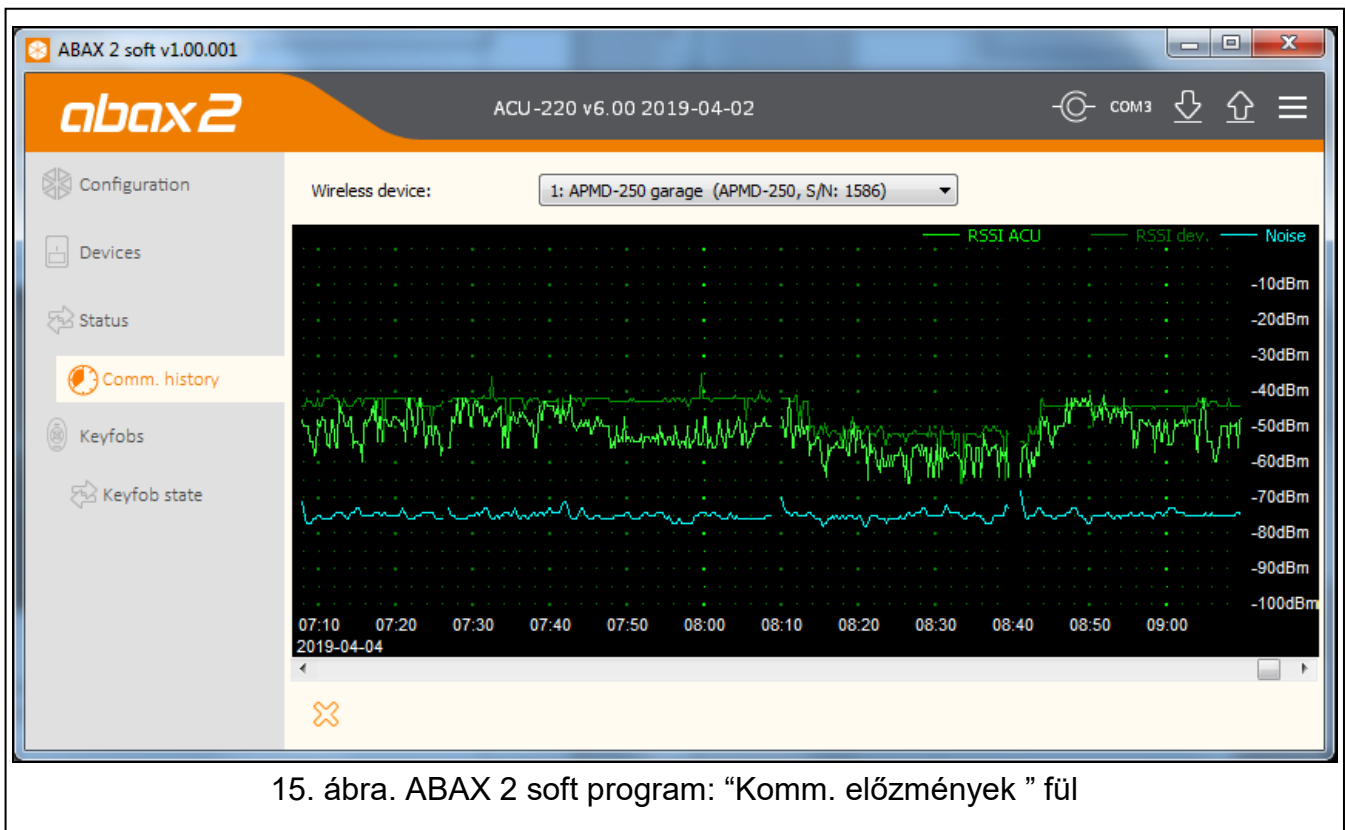 ABAX 2 soft v1.00.001
abax2
ACU-220 v6.00 2019-04-02
COM3
Configuration
Devices
Status
Comm. history
Keyfobs
Keyfob state
Wireless device:
1: APMD-250 garage (APMD-250, S/N: 1586)
RSSI ACU
RSSI dev.
Noise
-10dBm
-20dBm
-30dBm
-40dBm
-50dBm
-60dBm
-70dBm
-80dBm
-90dBm
-100dBm
07:10 07:20 07:30 07:40 07:50 08:00 08:10 08:20 08:30 08:40 08:50 09:00
2019-04-04
15. ábra. ABAX 2 soft program: “Komm. előzmények ” fül